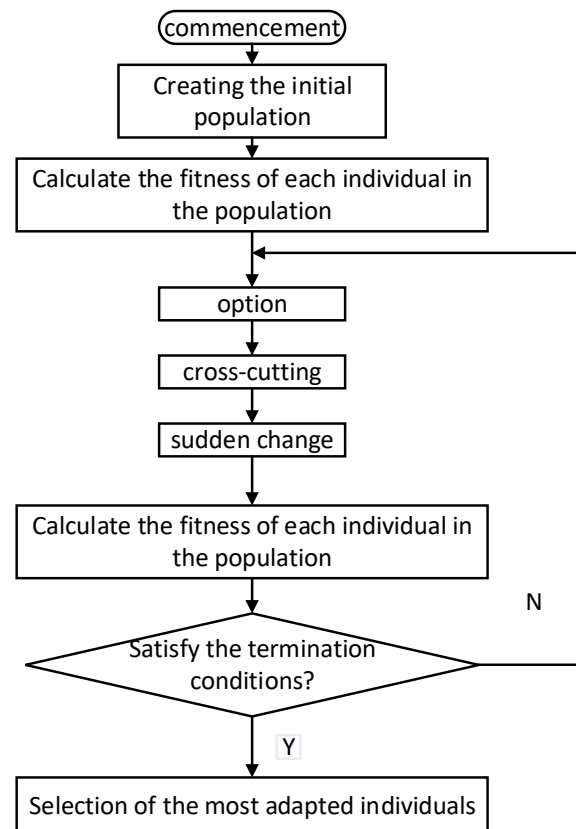 commencement
Creating the initial
population
Calculate the fitness of each individual in
the population
option
cross-cutting
sudden change
Calculate the fitness of each individual in
the population
N
Satisfy the termination
conditions?
Y
Selection of the most adapted individuals